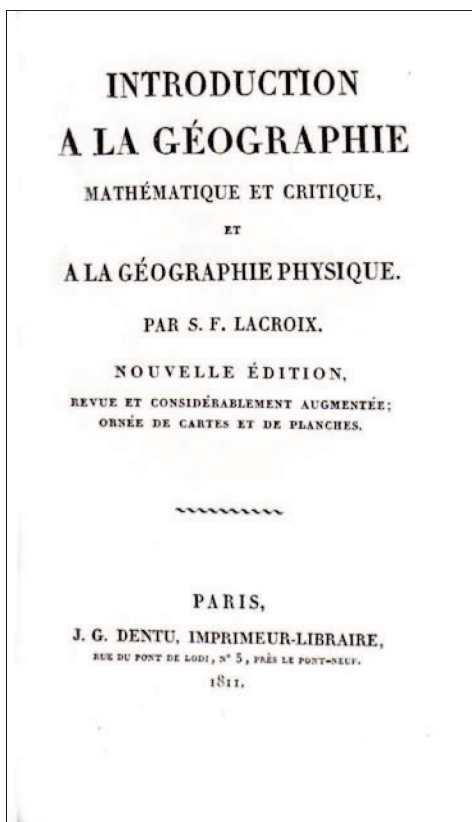 INTRODUCTION
A LA GÉOGRAPHIE
MATHÉMATIQUE ET CRITIQUE,
ET
A LA GÉOGRAPHIE PHYSIQUE.
PAR S. F. LACROIX.
NOUVELLE ÉDITION,
REVUE ET CONSIDÉRABLEMENT AUGMENTÉE;
ORNÉE DE CARTES ET DE PLANCHES.
PARIS,
J. G. DENTU, IMPRIMEUR-LIBRAIRE,
RUE DU PONT DE LODI, N° 3, PRÈS LE PONT-NEUF.
1811.